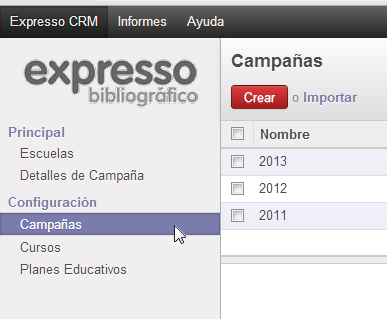 Expresso CRM Informes Ayuda
expresso
bibliográfico
Principal
Escuelas
Detalles de Campaña
Configuración
Campañas
Cursos
Planes Educativos
Campañas
Crear o Importar
Nombre
2013
2012
2011